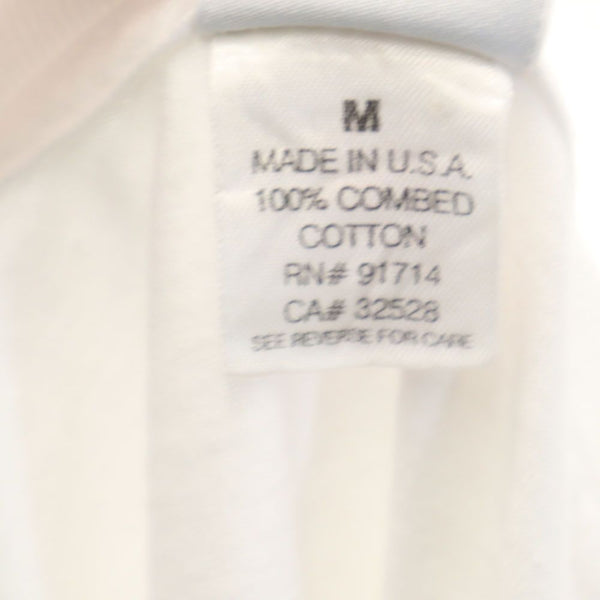 M
MADE IN U.S.A.
100% COMBED
COTTON
RN# 91714
CA# 32528
SEE REVERSE FOR CARE